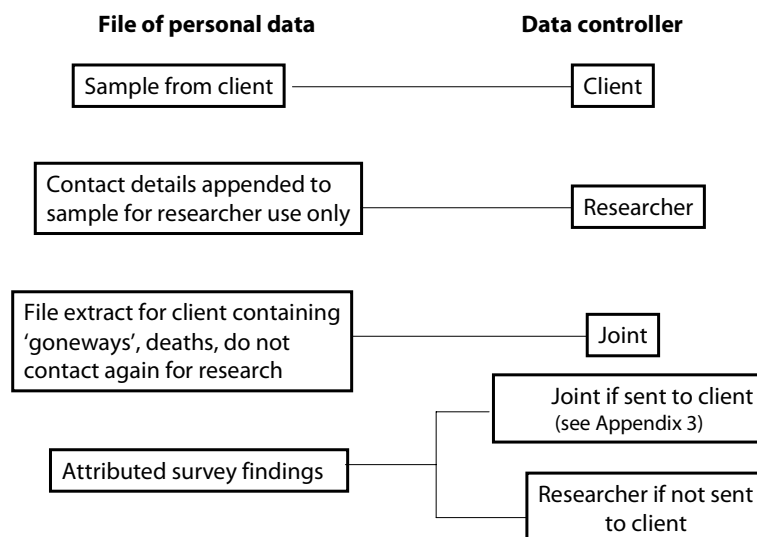 File of personal data
Data controller
Sample from client
Client
Contact details appended to
sample for researcher use only
Researcher
File extract for client containing
‘goneways’, deaths, do not
contact again for research
Joint
Joint if sent to client
(see Appendix 3)
Attributed survey findings
Researcher if not sent
to client